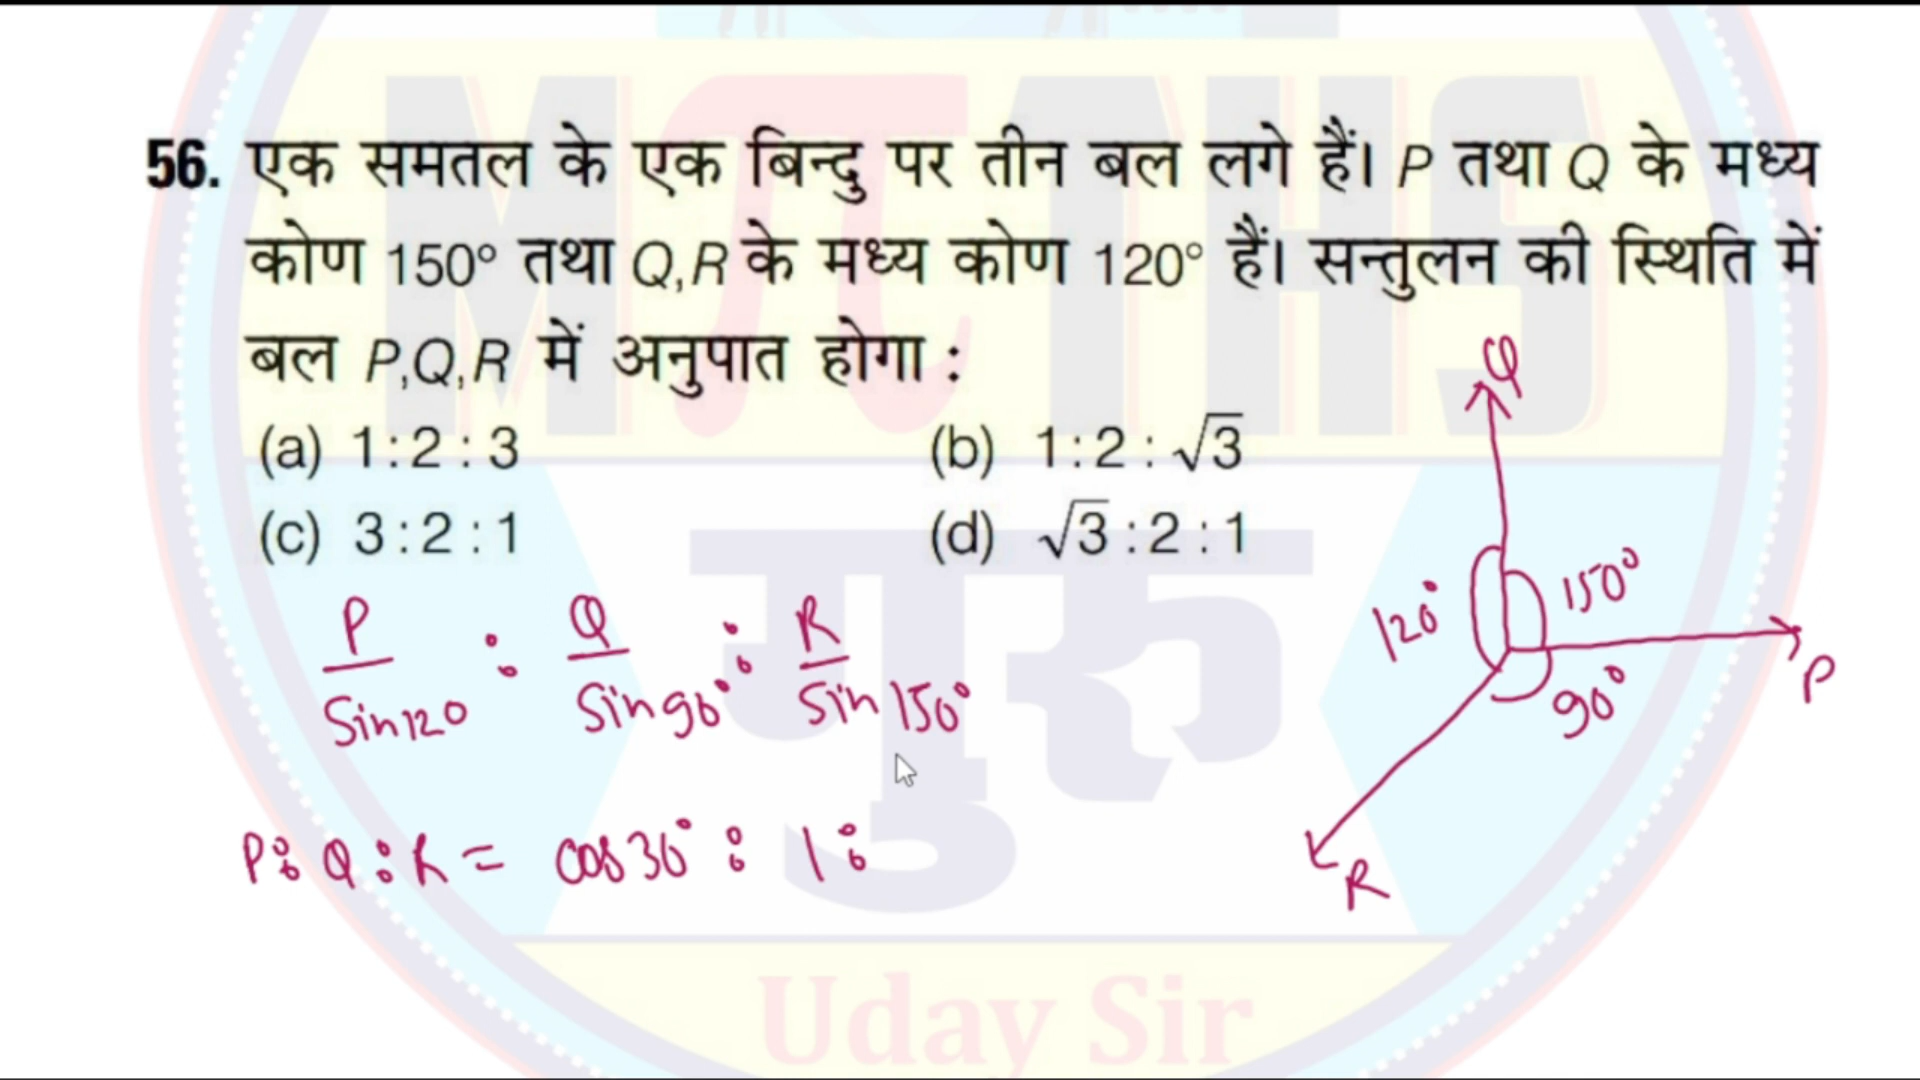 56. एक समतल के एक बिन्दु पर तीन बल लगे हैं। P तथा Q के मध्य
कोण 150° तथा Q,R के मध्य कोण 120° हैं। सन्तुलन की स्थिति में
बल P,Q,R में अनुपात होगा :
(a) 1:2:3 (b) 1:2:√3
(c) 3:2:1 (d) √3:2:1
P/Sin120 : Q/Sin90° : R/Sin150°
P:Q:R = cos30° : 1 :
Q
150°
120°
P
90°
R
MπTHS
गुरु
Uday Sir